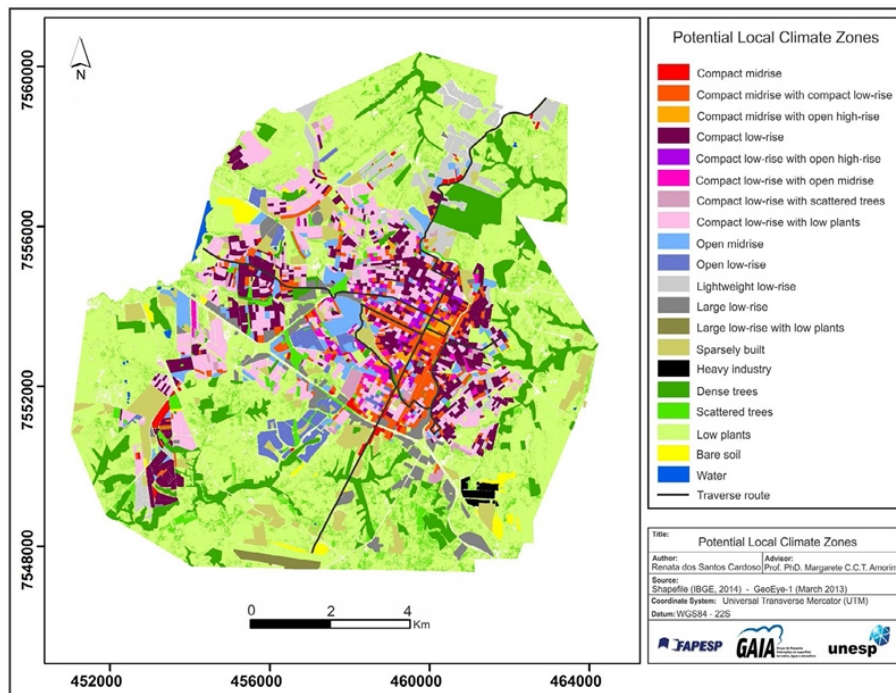 N
7560000
7556000
7552000
7548000
452000
456000
460000
464000
0 2 4
Km
Potential Local Climate Zones
Compact midrise
Compact midrise with compact low-rise
Compact midrise with open high-rise
Compact low-rise
Compact low-rise with open high-rise
Compact low-rise with open midrise
Compact low-rise with scattered trees
Compact low-rise with low plants
Open midrise
Open low-rise
Lightweight low-rise
Large low-rise
Large low-rise with low plants
Sparsely built
Heavy industry
Dense trees
Scattered trees
Low plants
Bare soil
Water
Traverse route
Title:
Potential Local Climate Zones
Author:
Renata dos Santos Cardoso
Advisor:
Prof. PhD. Margarete C.C.T. Amorim
Source:
Shapefile (IBGE, 2014) - GeoEye-1 (March 2013)
Coordinate System: Universal Transverse Mercator (UTM)
Datum: WGS84 - 22S
FAPESP
GAIA
unesp